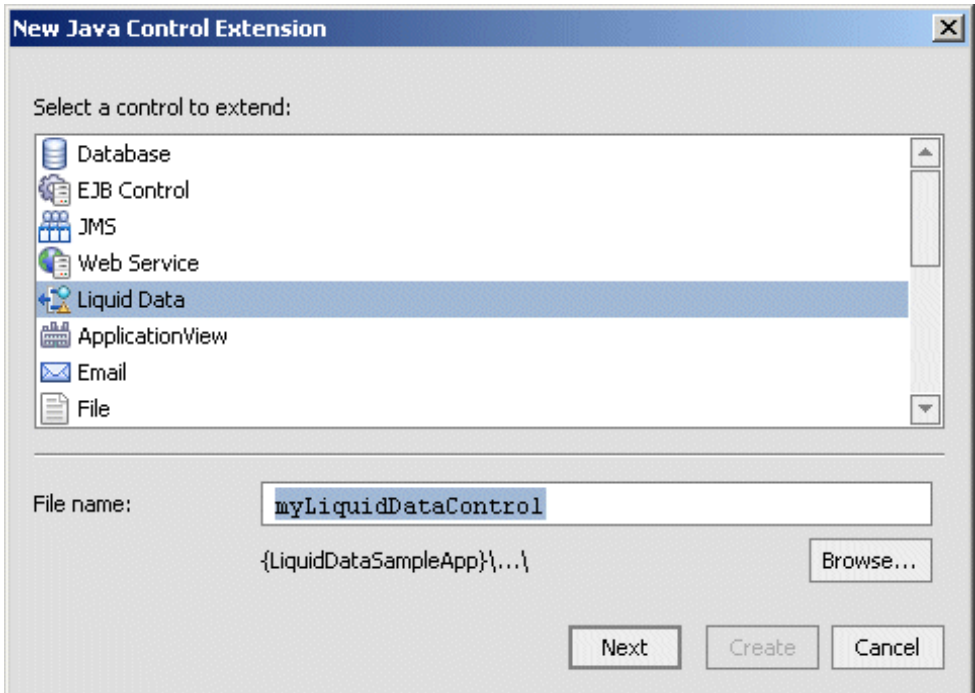 New Java Control Extension
Select a control to extend:
Database
EJB Control
JMS
Web Service
Liquid Data
ApplicationView
Email
File
File name: myLiquidDataControl
{LiquidDataSampleApp}\...\ Browse...
Next Create Cancel